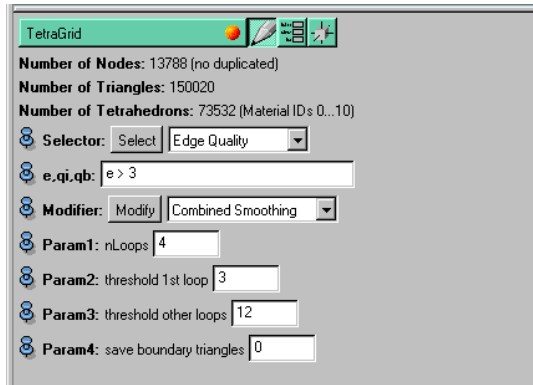 TetraGrid
Number of Nodes: 13788 (no duplicated)
Number of Triangles: 150020
Number of Tetrahedrons: 73532 (Material IDs 0...10)
Selector: Select Edge Quality
e,qi,qb: e > 3
Modifier: Modify Combined Smoothing
Param1: nLoops 4
Param2: threshold 1st loop 3
Param3: threshold other loops 12
Param4: save boundary triangles 0